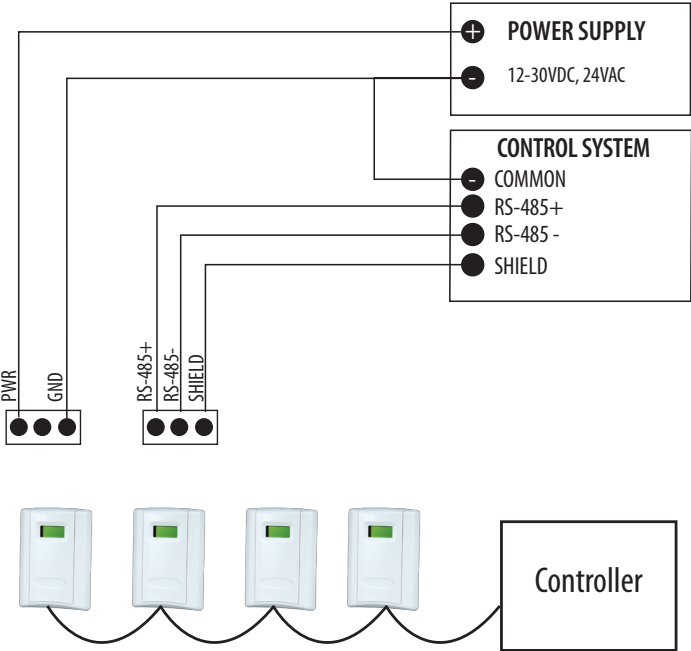 + POWER SUPPLY
- 12-30VDC, 24VAC
CONTROL SYSTEM
- COMMON
RS-485+
RS-485 -
SHIELD
PWR
GND
RS-485+
RS-485-
SHIELD
Controller